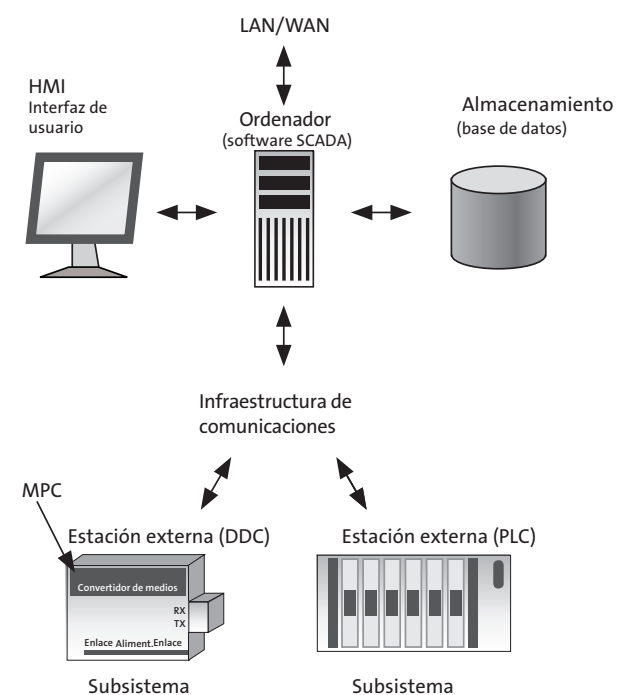 LAN/WAN
HMI
Interfaz de
usuario
Ordenador
(software SCADA)
Almacenamiento
(base de datos)
Infraestructura de
comunicaciones
MPC
Estación externa (DDC)
Estación externa (PLC)
Convertidor de medios
RX
TX
Enlace Aliment.Enlace
Subsistema
Subsistema